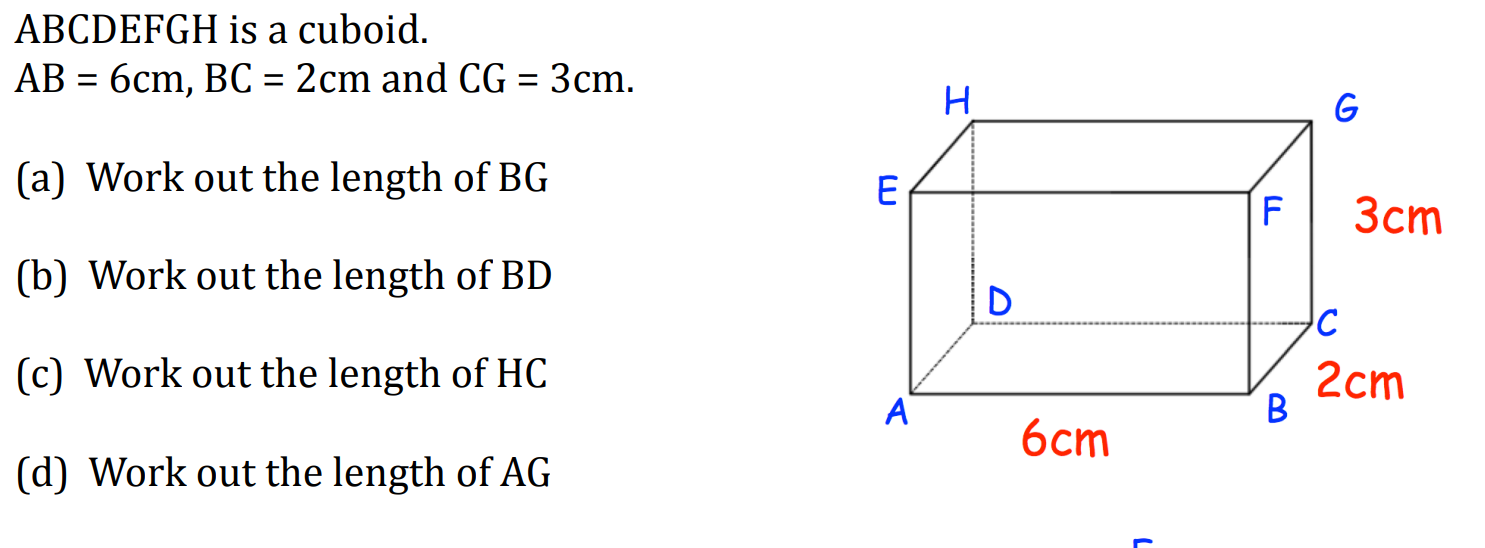 ABCDEFGH is a cuboid.
AB = 6cm, BC = 2cm and CG = 3cm.
(a) Work out the length of BG
(b) Work out the length of BD
(c) Work out the length of HC
(d) Work out the length of AG
H
G
E
F
3cm
D
C
2cm
A
B
6cm